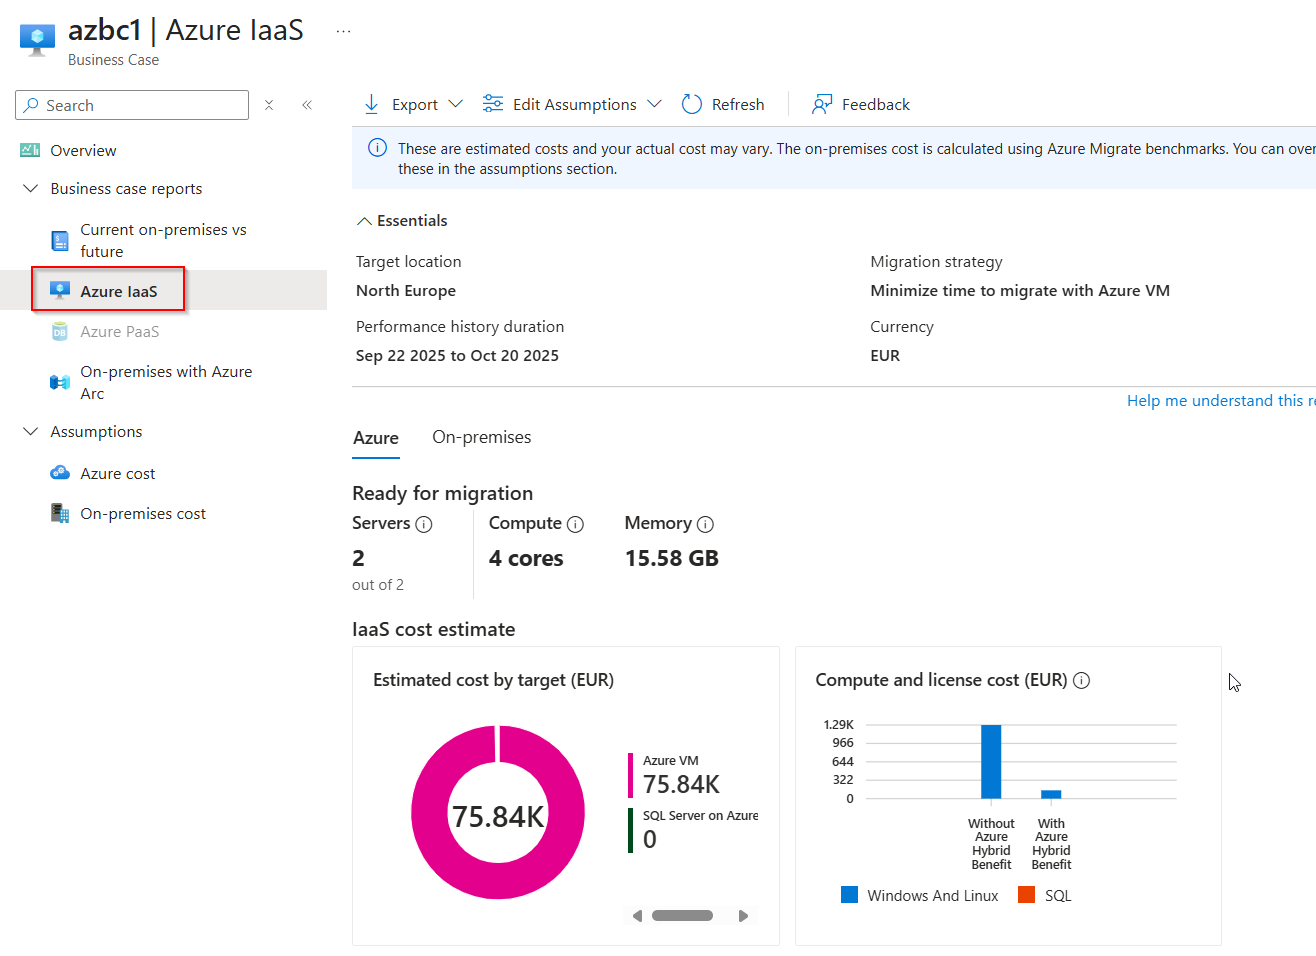 azbc1 | Azure IaaS ...
Business Case
Search
Export
Edit Assumptions
Refresh
Feedback
These are estimated costs and your actual cost may vary. The on-premises cost is calculated using Azure Migrate benchmarks. You can over
these in the assumptions section.
Overview
Business case reports
Current on-premises vs
future
Azure IaaS
Azure PaaS
On-premises with Azure
Arc
Assumptions
Azure cost
On-premises cost
Essentials
Target location
North Europe
Migration strategy
Minimize time to migrate with Azure VM
Performance history duration
Sep 22 2025 to Oct 20 2025
Currency
EUR
Help me understand this r
Azure
On-premises
Ready for migration
Servers
2
out of 2
Compute
4 cores
Memory
15.58 GB
IaaS cost estimate
Estimated cost by target (EUR)
75.84K
Azure VM
75.84K
SQL Server on Azure
0
Compute and license cost (EUR)
1.29K
966
644
322
0
Without
Azure
Hybrid
Benefit
With
Azure
Hybrid
Benefit
Windows And Linux
SQL